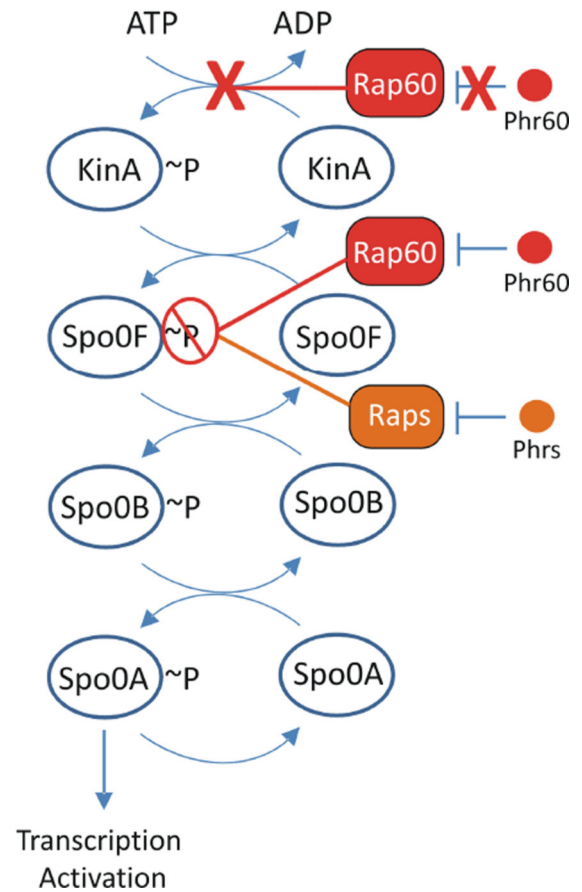 ATP ADP
Rap60
Phr60
KinA ~P KinA
Rap60
Phr60
Spo0F ~P Spo0F
Raps
Phrs
Spo0B ~P Spo0B
Spo0A ~P Spo0A
Transcription
Activation